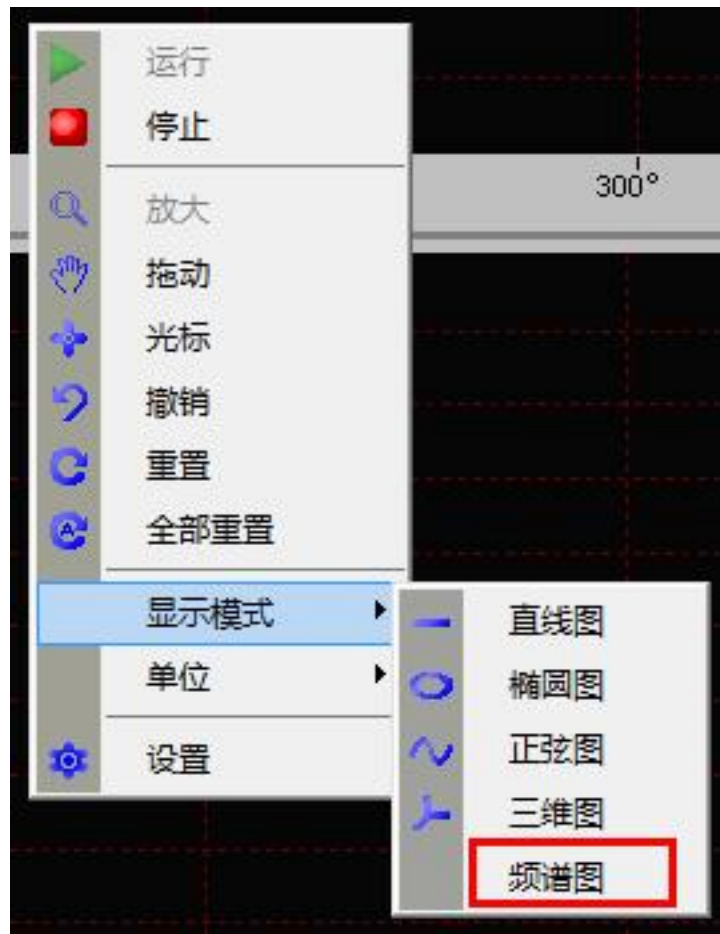 运行
停止
300°
放大
拖动
光标
撤销
重置
A
全部重置
显示模式
直线图
单位
椭圆图
正弦图
设置
三维图
频谱图